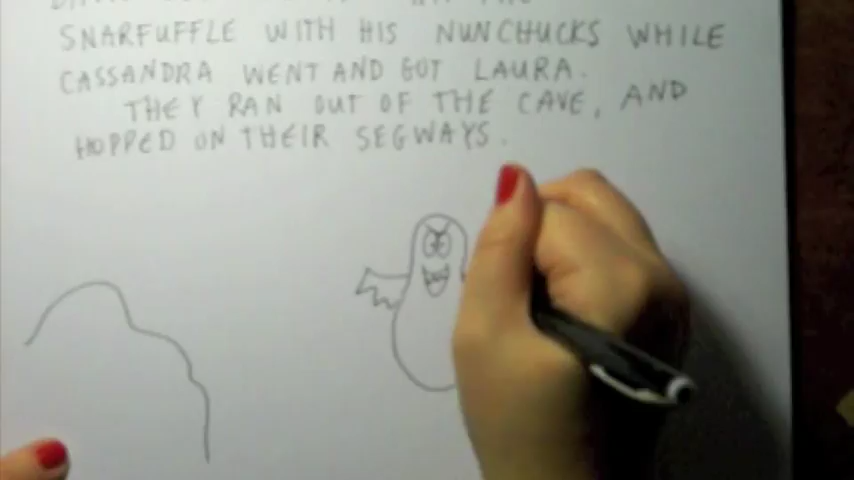 SNARFUFFLE WITH HIS NUNCHUCKS WHILE
CASSANDRA WENT AND GOT LAURA.
THEY RAN OUT OF THE CAVE, AND
HOPPED ON THEIR SEGWAYS.